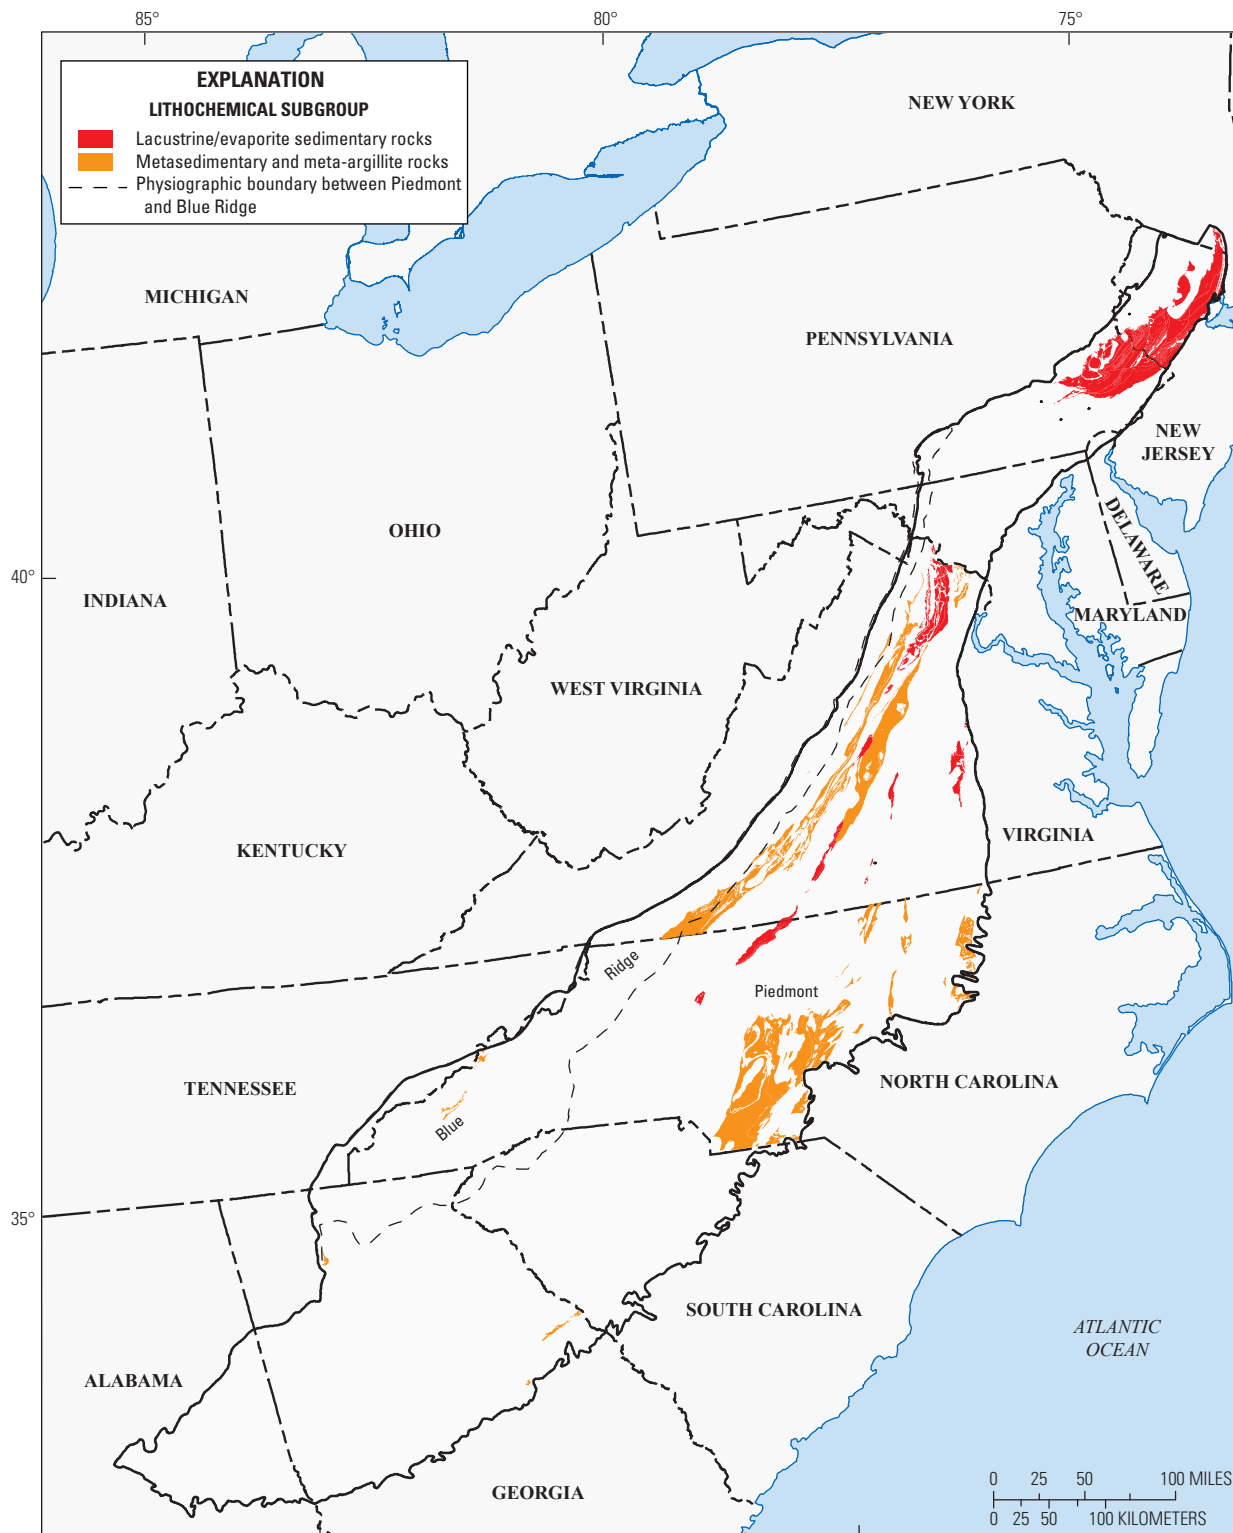 85°
80°
75°
EXPLANATION
LITHOCHEMICAL SUBGROUP
Lacustrine/evaporite sedimentary rocks
Metasedimentary and meta-argillite rocks
Physiographic boundary between Piedmont
and Blue Ridge
NEW YORK
MICHIGAN
PENNSYLVANIA
NEW
JERSEY
OHIO
DELAWARE
40°
INDIANA
MARYLAND
WEST VIRGINIA
VIRGINIA
KENTUCKY
Ridge
Piedmont
TENNESSEE
NORTH CAROLINA
Blue
35°
SOUTH CAROLINA
ATLANTIC
OCEAN
ALABAMA
GEORGIA
0 25 50 100 MILES
0 25 50 100 KILOMETERS